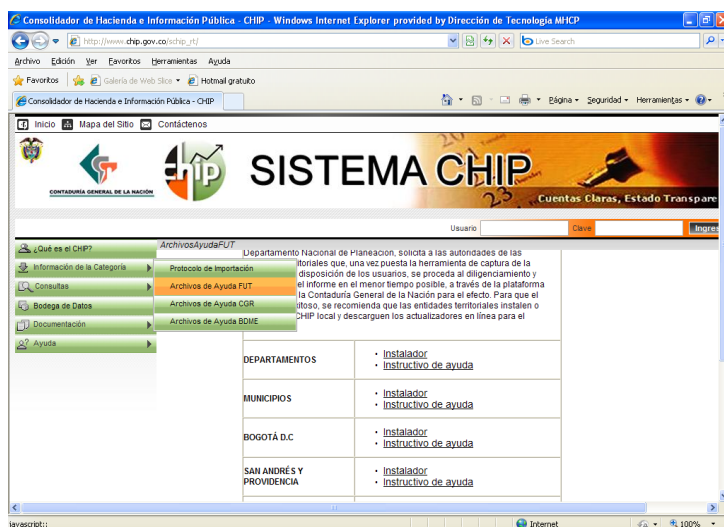 Consolidador de Hacienda e Información Pública - CHIP - Windows Internet Explorer provided by Dirección de Tecnología MHCP
http://www.chip.gov.co/schip_rt/
Live Search
Archivo Edición Ver Favoritos Herramientas Ayuda
Favoritos Galería de Web Slice Hotmail gratuito
Consolidador de Hacienda e Información Pública - CHIP
Página Seguridad Herramientas
Inicio Mapa del Sitio Contáctenos
CONTADURÍA GENERAL DE LA NACIÓN
chip
SISTEMA CHIP
20
23
Cuentas Claras, Estado Transpare
Usuario Clave Ingres
¿Qué es el CHIP?
Información de la Categoría
Consultas
Bodega de Datos
Documentación
Ayuda
ArchivosAyudaFUT
Protocolo de Importación
Archivos de Ayuda FUT
Archivos de Ayuda CGR
Archivos de Ayuda BDME
Departamento Nacional de Planeación, solicita a las autoridades de las
itoriales que, una vez puesta la herramienta de captura de la
disposición de los usuarios, se proceda al diligenciamiento y
el informe en el menor tiempo posible, a través de la plataforma
la Contaduría General de la Nación para el efecto. Para que el
itoso, se recomienda que las entidades territoriales instalen o
CHIP local y descarguen los actualizadores en línea para el
DEPARTAMENTOS
· Instalador
· Instructivo de ayuda
MUNICIPIOS
· Instalador
· Instructivo de ayuda
BOGOTÁ D.C
· Instalador
· Instructivo de ayuda
SAN ANDRÉS Y
PROVIDENCIA
· Instalador
· Instructivo de ayuda
javascript:: Internet 100%